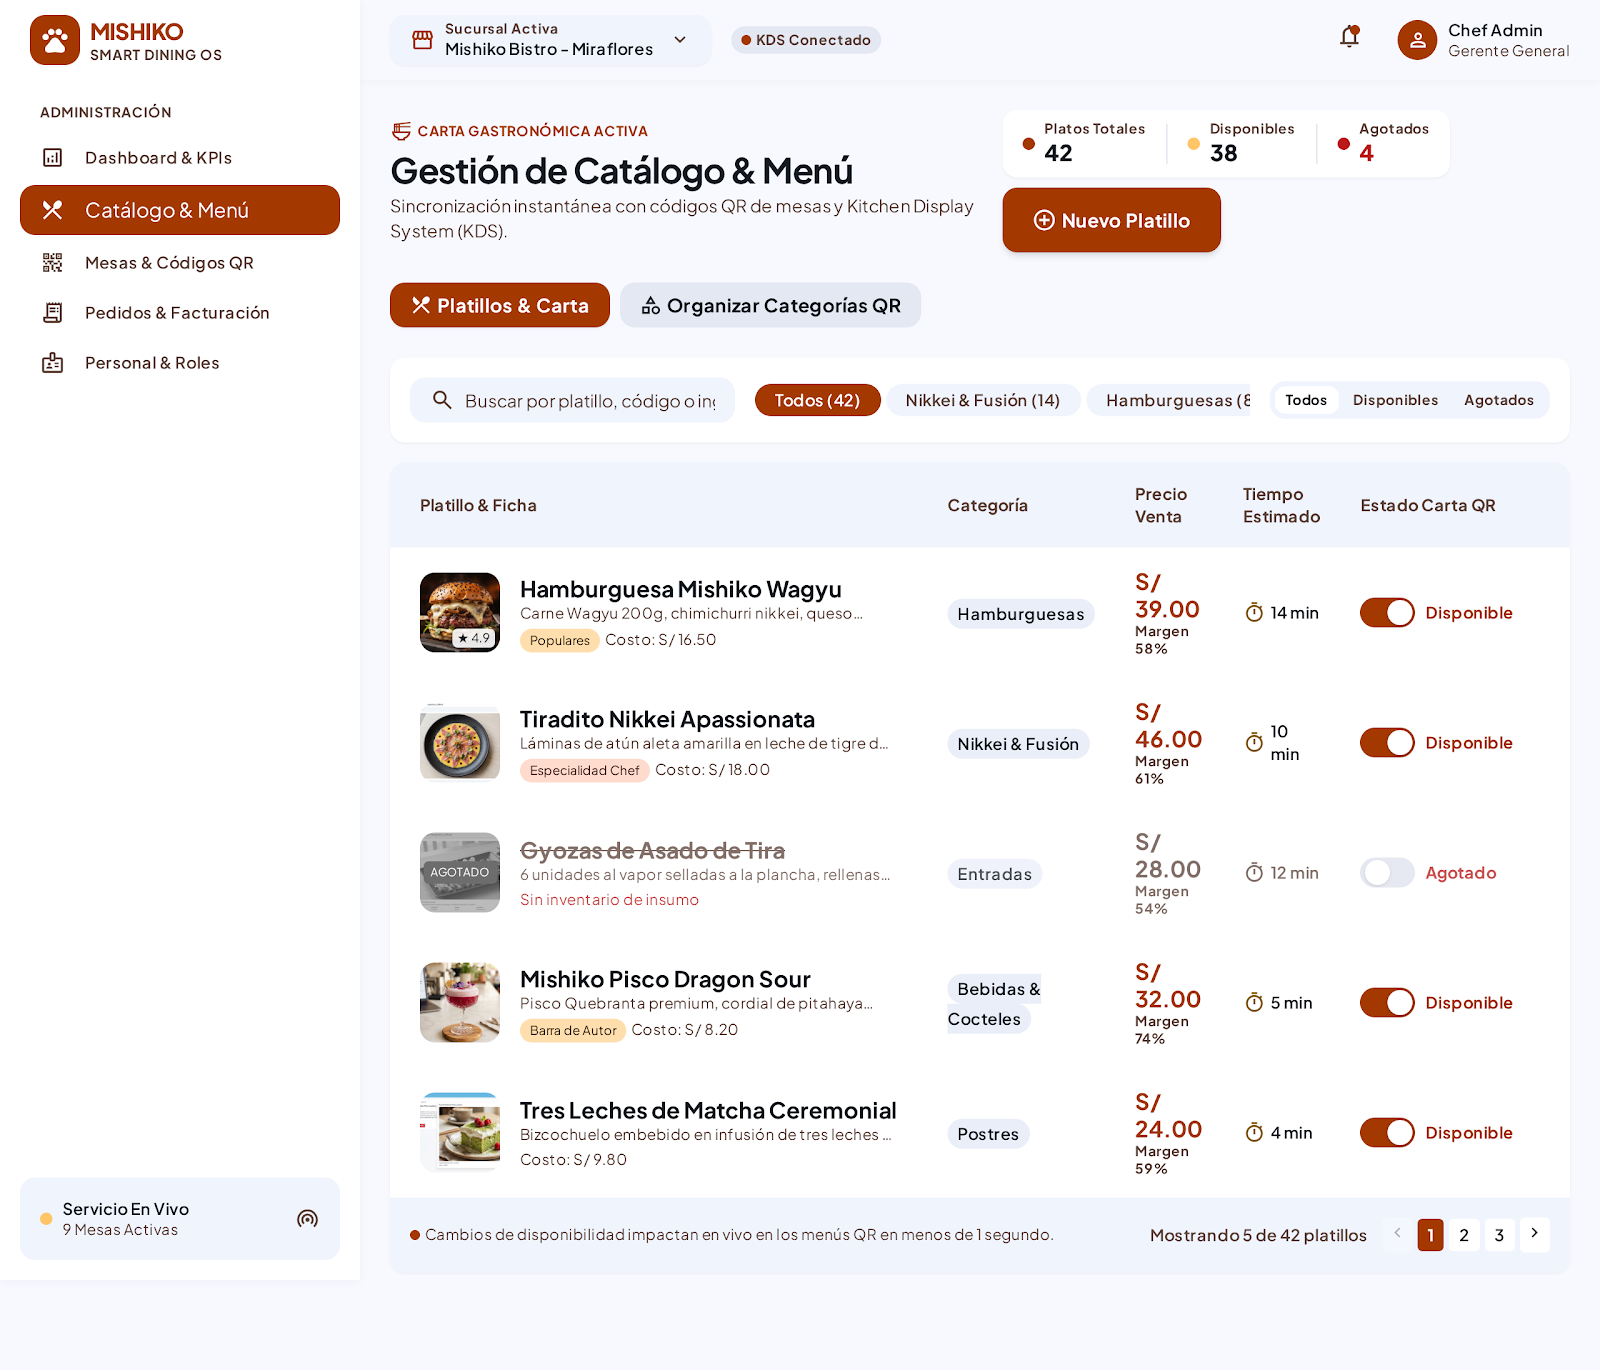 MISHIKO
SMART DINING OS
ADMINISTRACIÓN
Dashboard & KPIs
Catálogo & Menú
Mesas & Códigos QR
Pedidos & Facturación
Personal & Roles
Servicio En Vivo
9 Mesas Activas
Sucursal Activa
Mishiko Bistro - Miraflores
KDS Conectado
Chef Admin
Gerente General
CARTA GASTRONÓMICA ACTIVA
Gestión de Catálogo & Menú
Sincronización instantánea con códigos QR de mesas y Kitchen Display
System (KDS).
Platos Totales
42
Disponibles
38
Agotados
4
Nuevo Platillo
Platillos & Carta
Organizar Categorías QR
Buscar por platillo, código o ing
Todos (42)
Nikkei & Fusión (14)
Hamburguesas (8
Todos
Disponibles
Agotados
Platillo & Ficha
Categoría
Precio
Venta
Tiempo
Estimado
Estado Carta QR
★ 4.9
Hamburguesa Mishiko Wagyu
Carne Wagyu 200g, chimichurri nikkei, queso…
Populares
Costo: S/ 16.50
Hamburguesas
S/
39.00
Margen
58%
14 min
Disponible
Tiradito Nikkei Apassionata
Láminas de atún aleta amarilla en leche de tigre d…
Especialidad Chef
Costo: S/ 18.00
Nikkei & Fusión
S/
46.00
Margen
61%
10
min
Disponible
AGOTADO
Gyozas de Asado de Tira
6 unidades al vapor selladas a la plancha, rellenas…
Sin inventario de insumo
Entradas
S/
28.00
Margen
54%
12 min
Agotado
Mishiko Pisco Dragon Sour
Pisco Quebranta premium, cordial de pitahaya…
Barra de Autor
Costo: S/ 8.20
Bebidas &
Cocteles
S/
32.00
Margen
74%
5 min
Disponible
Tres Leches de Matcha Ceremonial
Bizcochuelo embebido en infusión de tres leches …
Costo: S/ 9.80
Postres
S/
24.00
Margen
59%
4 min
Disponible
Cambios de disponibilidad impactan en vivo en los menús QR en menos de 1 segundo.
Mostrando 5 de 42 platillos
1
2
3